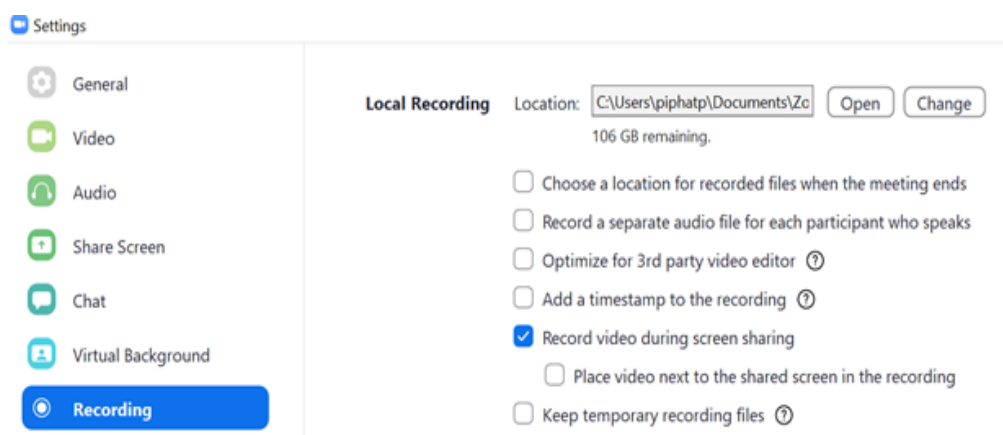 Settings
General
Video
Audio
Share Screen
Chat
Virtual Background
Recording
Local Recording Location: C:\Users\piphatp\Documents\Zo Open Change
106 GB remaining.
Choose a location for recorded files when the meeting ends
Record a separate audio file for each participant who speaks
Optimize for 3rd party video editor ?
Add a timestamp to the recording ?
Record video during screen sharing
Place video next to the shared screen in the recording
Keep temporary recording files ?